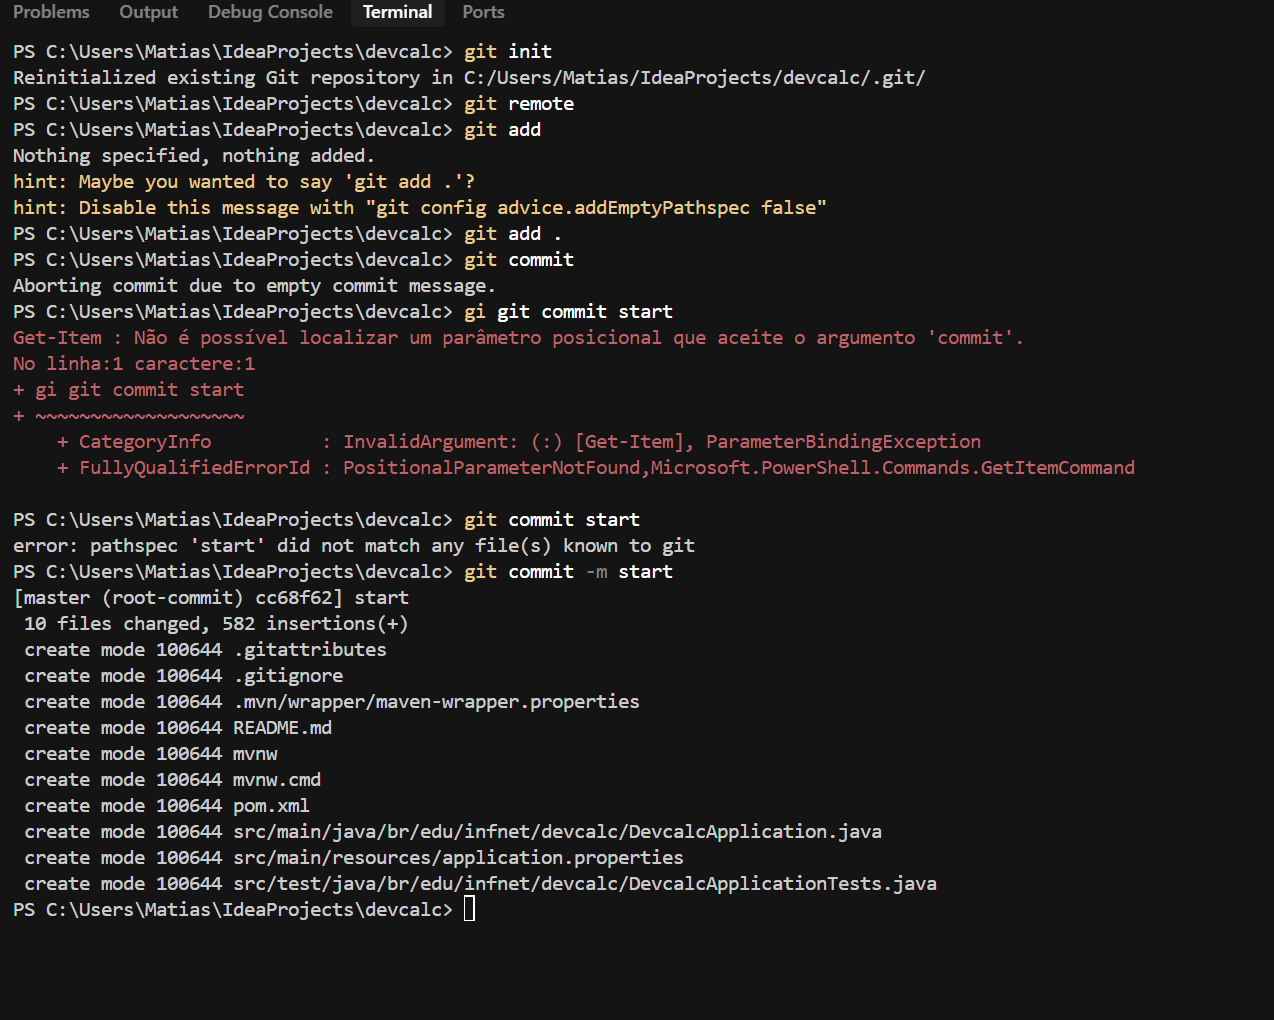 Problems Output Debug Console Terminal Ports
PS C:\Users\Matias\IdeaProjects\devcalc> git init
Reinitialized existing Git repository in C:/Users/Matias/IdeaProjects/devcalc/.git/
PS C:\Users\Matias\IdeaProjects\devcalc> git remote
PS C:\Users\Matias\IdeaProjects\devcalc> git add
Nothing specified, nothing added.
hint: Maybe you wanted to say 'git add .'?
hint: Disable this message with "git config advice.addEmptyPathspec false"
PS C:\Users\Matias\IdeaProjects\devcalc> git add .
PS C:\Users\Matias\IdeaProjects\devcalc> git commit
Aborting commit due to empty commit message.
PS C:\Users\Matias\IdeaProjects\devcalc> gi git commit start
Get-Item : Não é possível localizar um parâmetro posicional que aceite o argumento 'commit'.
No linha:1 caractere:1
+ gi git commit start
+ ~~~~~~~~~~~~~~~~~~~
    + CategoryInfo          : InvalidArgument: (:) [Get-Item], ParameterBindingException
    + FullyQualifiedErrorId : PositionalParameterNotFound,Microsoft.PowerShell.Commands.GetItemCommand
PS C:\Users\Matias\IdeaProjects\devcalc> git commit start
error: pathspec 'start' did not match any file(s) known to git
PS C:\Users\Matias\IdeaProjects\devcalc> git commit -m start
[master (root-commit) cc68f62] start
 10 files changed, 582 insertions(+)
 create mode 100644 .gitattributes
 create mode 100644 .gitignore
 create mode 100644 .mvn/wrapper/maven-wrapper.properties
 create mode 100644 README.md
 create mode 100644 mvnw
 create mode 100644 mvnw.cmd
 create mode 100644 pom.xml
 create mode 100644 src/main/java/br/edu/infnet/devcalc/DevcalcApplication.java
 create mode 100644 src/main/resources/application.properties
 create mode 100644 src/test/java/br/edu/infnet/devcalc/DevcalcApplicationTests.java
PS C:\Users\Matias\IdeaProjects\devcalc>